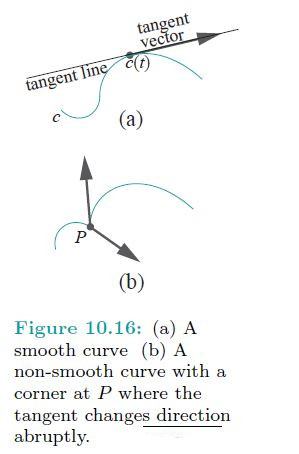 tangent
vector
tangent line
c(t)
c
(a)
P
(b)
Figure 10.16: (a) A
smooth curve (b) A
non-smooth curve with a
corner at P where the
tangent changes direction
abruptly.